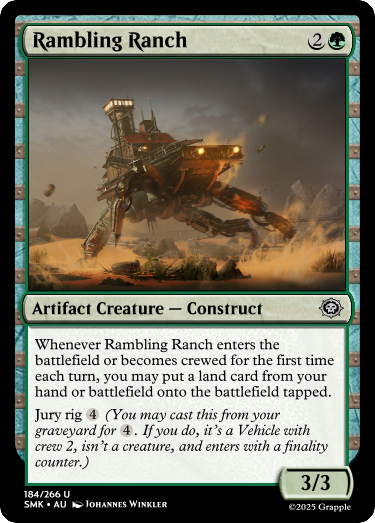 Rambling Ranch 2
Artifact Creature — Construct
Whenever Rambling Ranch enters the
battlefield or becomes crewed for the first time
each turn, you may put a land card from your
hand or battlefield onto the battlefield tapped.
Jury rig 4 (You may cast this from your
graveyard for 4. If you do, it's a Vehicle with
crew 2, isn't a creature, and enters with a finality
counter.)
3/3
184/266 U
SMK • AU Johannes Winkler
©2025 Grapple